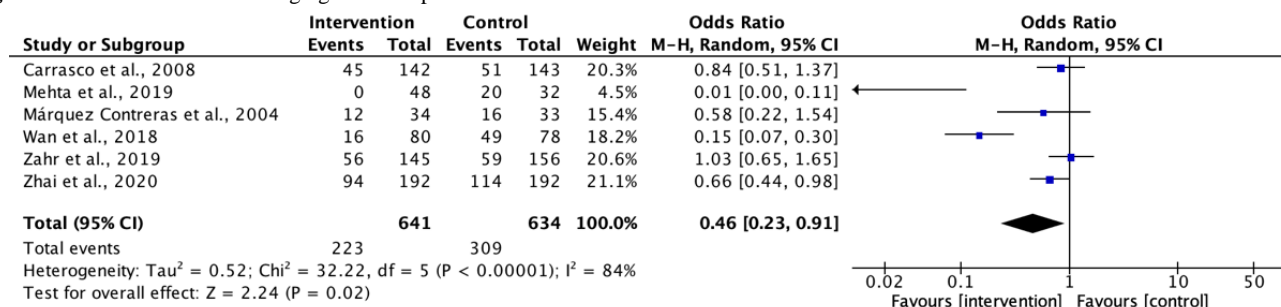 Intervention Control Odds Ratio Odds Ratio
Study or Subgroup Events Total Events Total Weight M-H, Random, 95% CI M-H, Random, 95% CI
Carrasco et al., 2008 45 142 51 143 20.3% 0.84 [0.51, 1.37]
Mehta et al., 2019 0 48 20 32 4.5% 0.01 [0.00, 0.11]
Márquez Contreras et al., 2004 12 34 16 33 15.4% 0.58 [0.22, 1.54]
Wan et al., 2018 16 80 49 78 18.2% 0.15 [0.07, 0.30]
Zahr et al., 2019 56 145 59 156 20.6% 1.03 [0.65, 1.65]
Zhai et al., 2020 94 192 114 192 21.1% 0.66 [0.44, 0.98]
Total (95% CI) 641 634 100.0% 0.46 [0.23, 0.91]
Total events 223 309
Heterogeneity: Tau² = 0.52; Chi² = 32.22, df = 5 (P < 0.00001); I² = 84%
Test for overall effect: Z = 2.24 (P = 0.02)
0.02 0.1 1 10 50
Favours [intervention] Favours [control]